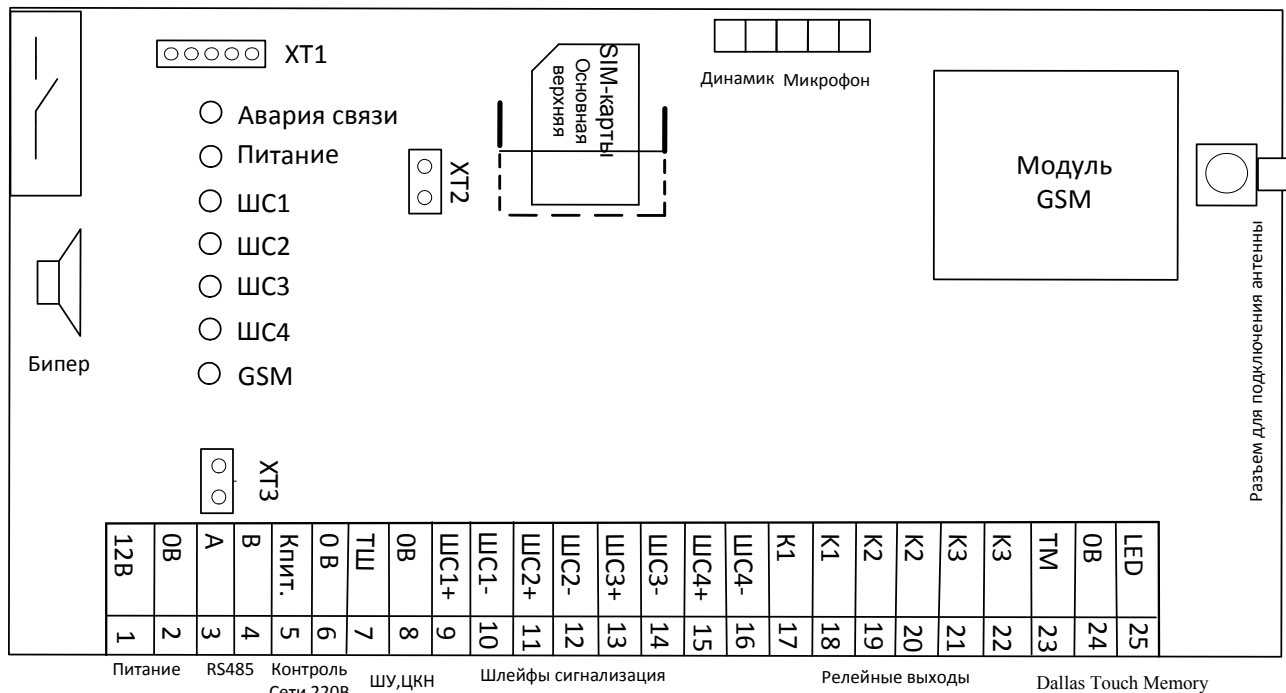 XT1
Авария связи
Питание
ШС1
ШС2
ШС3
ШС4
GSM
Бипер
XT2
XT3
SIM-карты
Основная
верхняя
Динамик Микрофон
Модуль
GSM
Разъем для подключения антенны
12В 0В A B Кпит. 0 В ТШ 0В ШС1+ ШС1- ШС2+ ШС2- ШС3+ ШС3- ШС4+ ШС4- К1 К1 К2 К2 К3 К3 TM 0В LED
1 2 3 4 5 6 7 8 9 10 11 12 13 14 15 16 17 18 19 20 21 22 23 24 25
Питание RS485 Контроль ШУ,ЦКН Шлейфы сигнализации Релейные выходы Dallas Touch Memory
Сети 220В